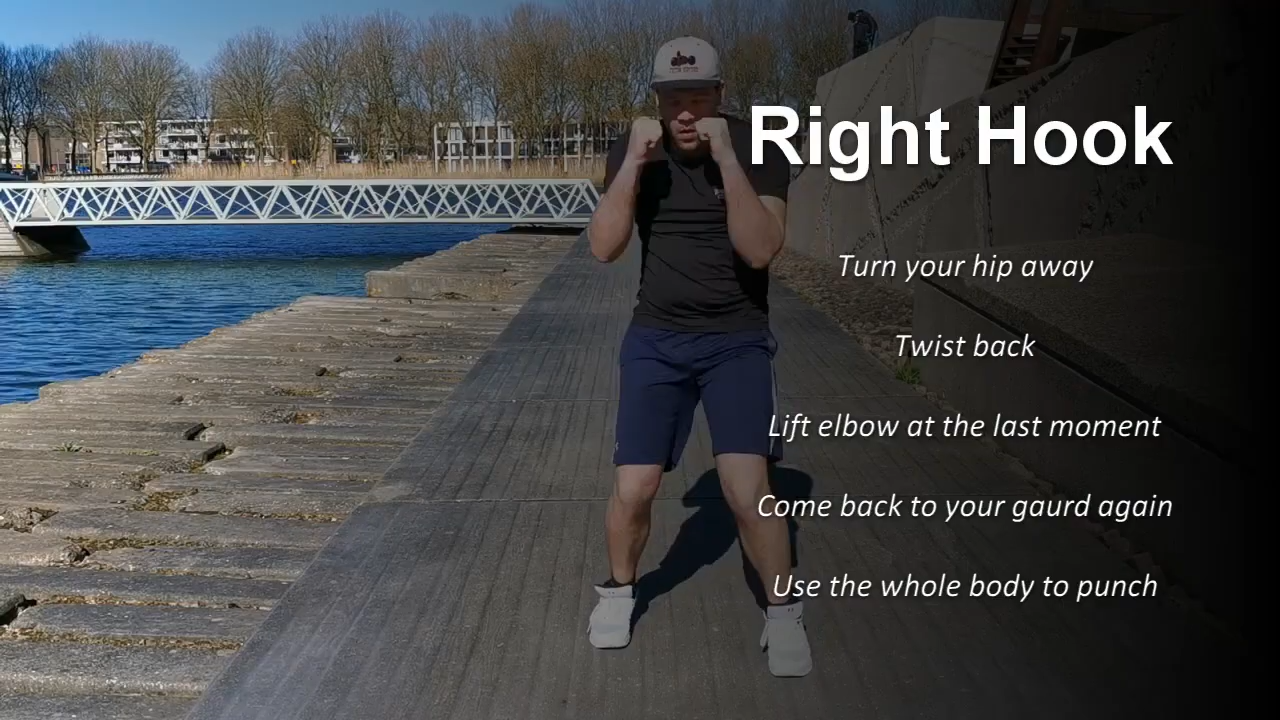 Right Hook
Turn your hip away
Twist back
Lift elbow at the last moment
Come back to your gaurd again
Use the whole body to punch